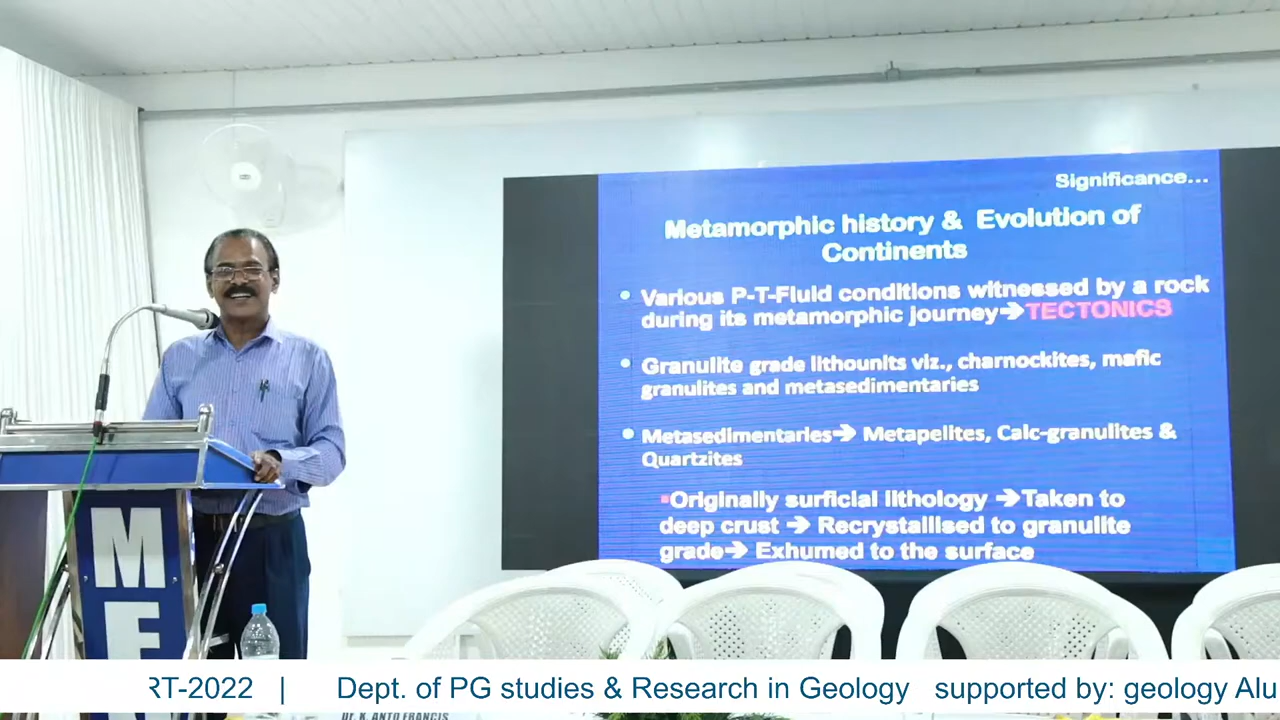 Significance...
Metamorphic history & Evolution of
Continents
Various P-T-Fluid conditions witnessed by a rock
during its metamorphic journey➔TECTONICS
Granulite grade lithounits viz., charnockites, mafic
granulites and metasedimentaries
Metasedimentaries➔ Metapelites, Calc-granulites &
Quartzites
Originally surficial lithology ➔Taken to
deep crust ➔ Recrystallised to granulite
grade➔ Exhumed to the surface
M
E
RT-2022 | Dept. of PG studies & Research in Geology supported by: geology Alu
Dr. K. ANTO FRANCIS